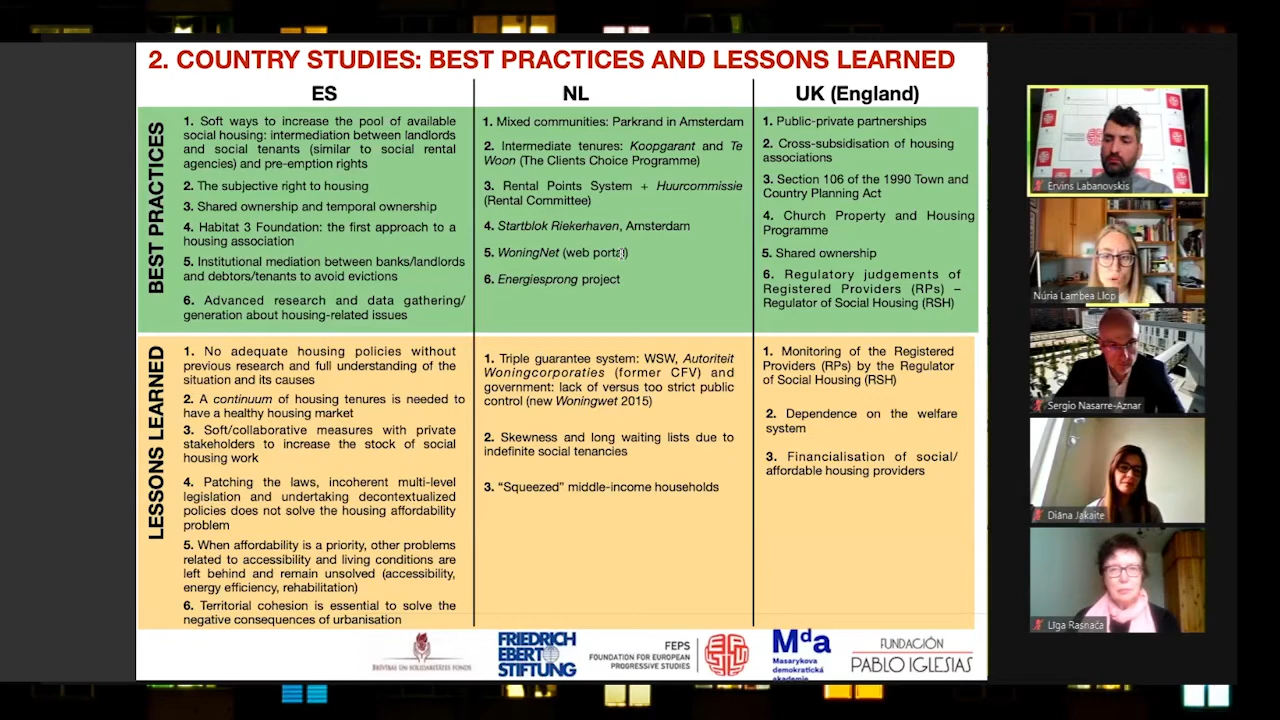 2. COUNTRY STUDIES: BEST PRACTICES AND LESSONS LEARNED
ES
NL
UK (England)
BEST PRACTICES
1. Soft ways to increase the pool of available
social housing: intermediation between landlords
and social tenants (similar to social rental
agencies) and pre-emption rights
2. The subjective right to housing
3. Shared ownership and temporal ownership
4. Habitat 3 Foundation: the first approach to a
housing association
5. Institutional mediation between banks/landlords
and debtors/tenants to avoid evictions
6. Advanced research and data gathering/
generation about housing-related issues
1. Mixed communities: Parkrand in Amsterdam
2. Intermediate tenures: Koopgarant and Te
Woon (The Clients Choice Programme)
3. Rental Points System + Huurcommissie
(Rental Committee)
4. Startblok Riekerhaven, Amsterdam
5. WoningNet (web portal)
6. Energiesprong project
1. Public-private partnerships
2. Cross-subsidisation of housing
associations
3. Section 106 of the 1990 Town and
Country Planning Act
4. Church Property and Housing
Programme
5. Shared ownership
6. Regulatory judgements of
Registered Providers (RPs) –
Regulator of Social Housing (RSH)
LESSONS LEARNED
1. No adequate housing policies without
previous research and full understanding of the
situation and its causes
2. A continuum of housing tenures is needed to
have a healthy housing market
3. Soft/collaborative measures with private
stakeholders to increase the stock of social
housing work
4. Patching the laws, incoherent multi-level
legislation and undertaking decontextualized
policies does not solve the housing affordability
problem
5. When affordability is a priority, other problems
related to accessibility and living conditions are
left behind and remain unsolved (accessibility,
energy efficiency, rehabilitation)
6. Territorial cohesion is essential to solve the
negative consequences of urbanisation
1. Triple guarantee system: WSW, Autoriteit
Woningcorporaties (former CFV) and
government: lack of versus too strict public
control (new Woningwet 2015)
2. Skewness and long waiting lists due to
indefinite social tenancies
3. “Squeezed” middle-income households
1. Monitoring of the Registered
Providers (RPs) by the Regulator
of Social Housing (RSH)
2. Dependence on the welfare
system
3. Financialisation of social/
affordable housing providers
BRĪVĪBAS UN SOLIDARITĀTES FONDS
FRIEDRICH
EBERT
STIFTUNG
FEPS
FOUNDATION FOR EUROPEAN
PROGRESSIVE STUDIES
MdA
Masarykova
demokratická
akademie
FUNDACIÓN
PABLO IGLESIAS
Ervins Labanovskis
Núria Lambea Llop
Sergio Nasarre-Aznar
Diāna Jakaite
Līga Rasnača